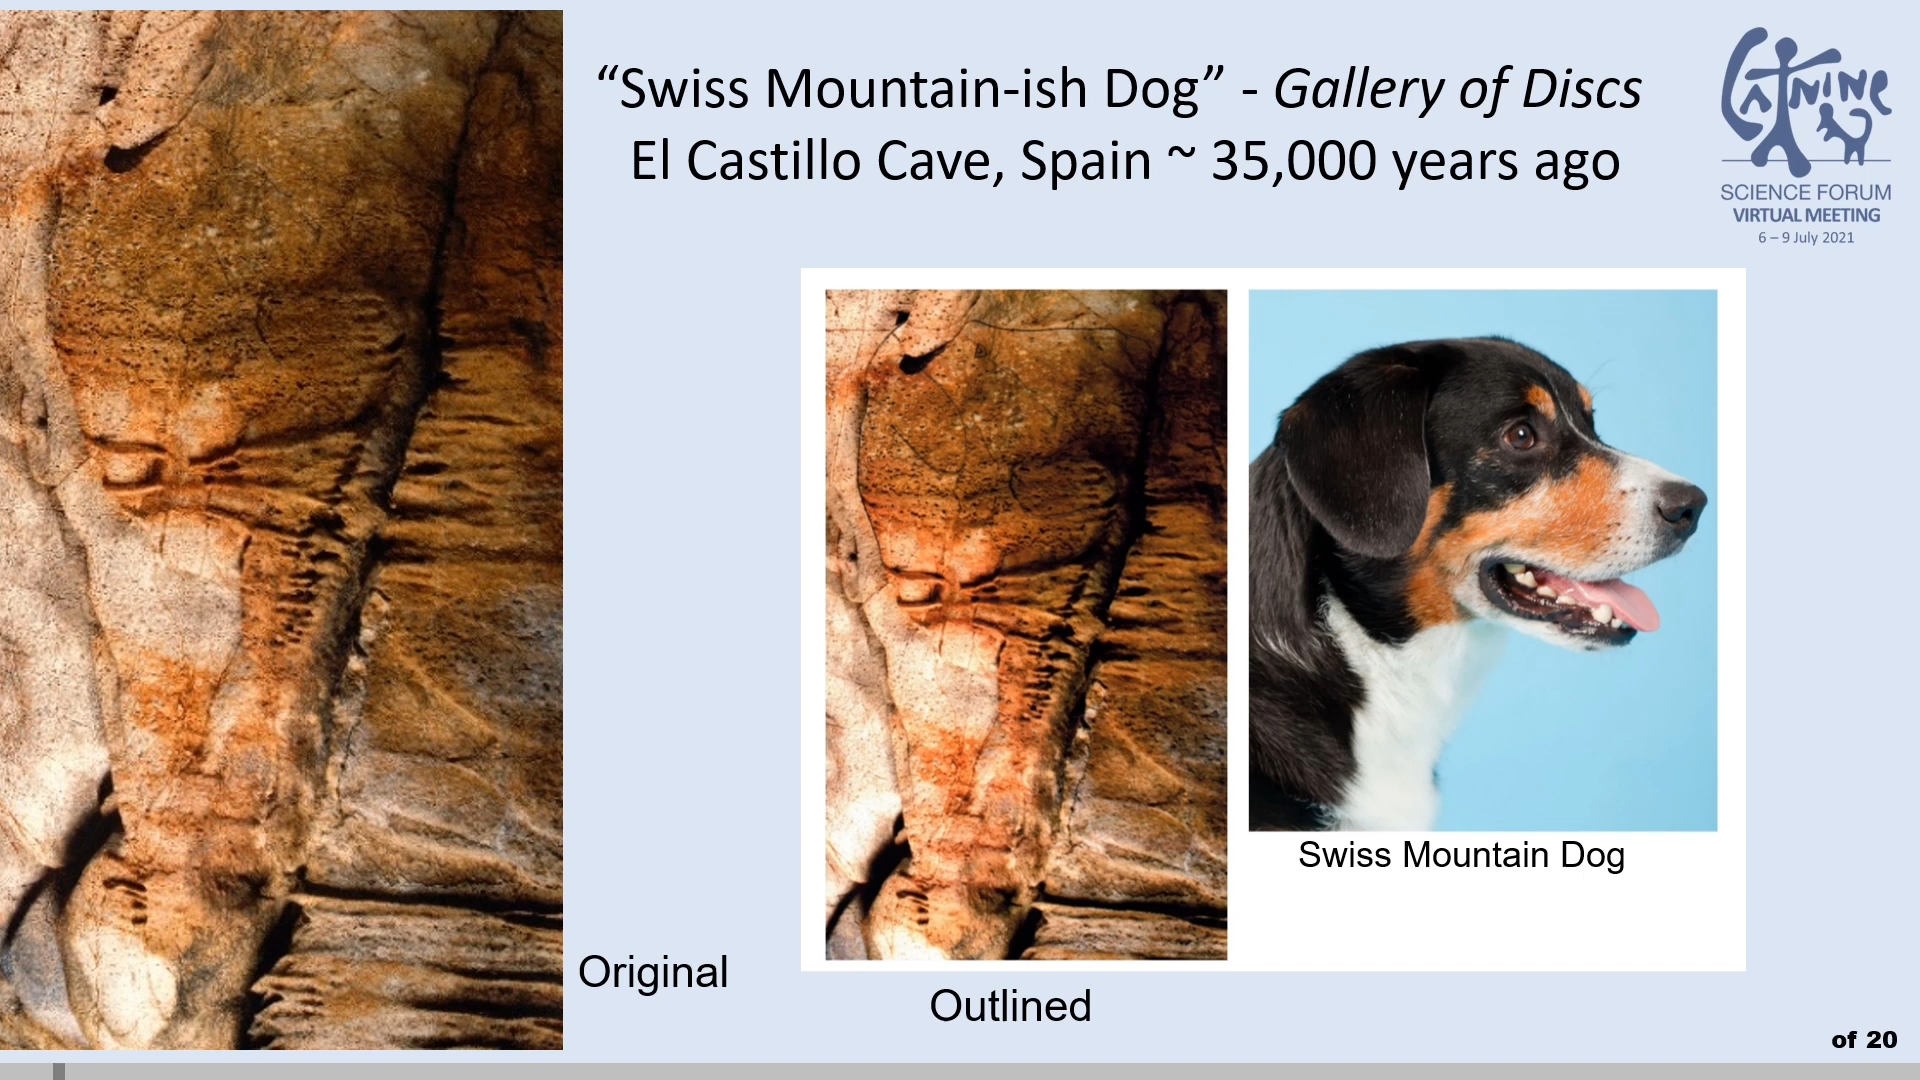 “Swiss Mountain-ish Dog” - Gallery of Discs
El Castillo Cave, Spain ~ 35,000 years ago
CANINE
SCIENCE FORUM
VIRTUAL MEETING
6 – 9 July 2021
Swiss Mountain Dog
Original
Outlined
of 20